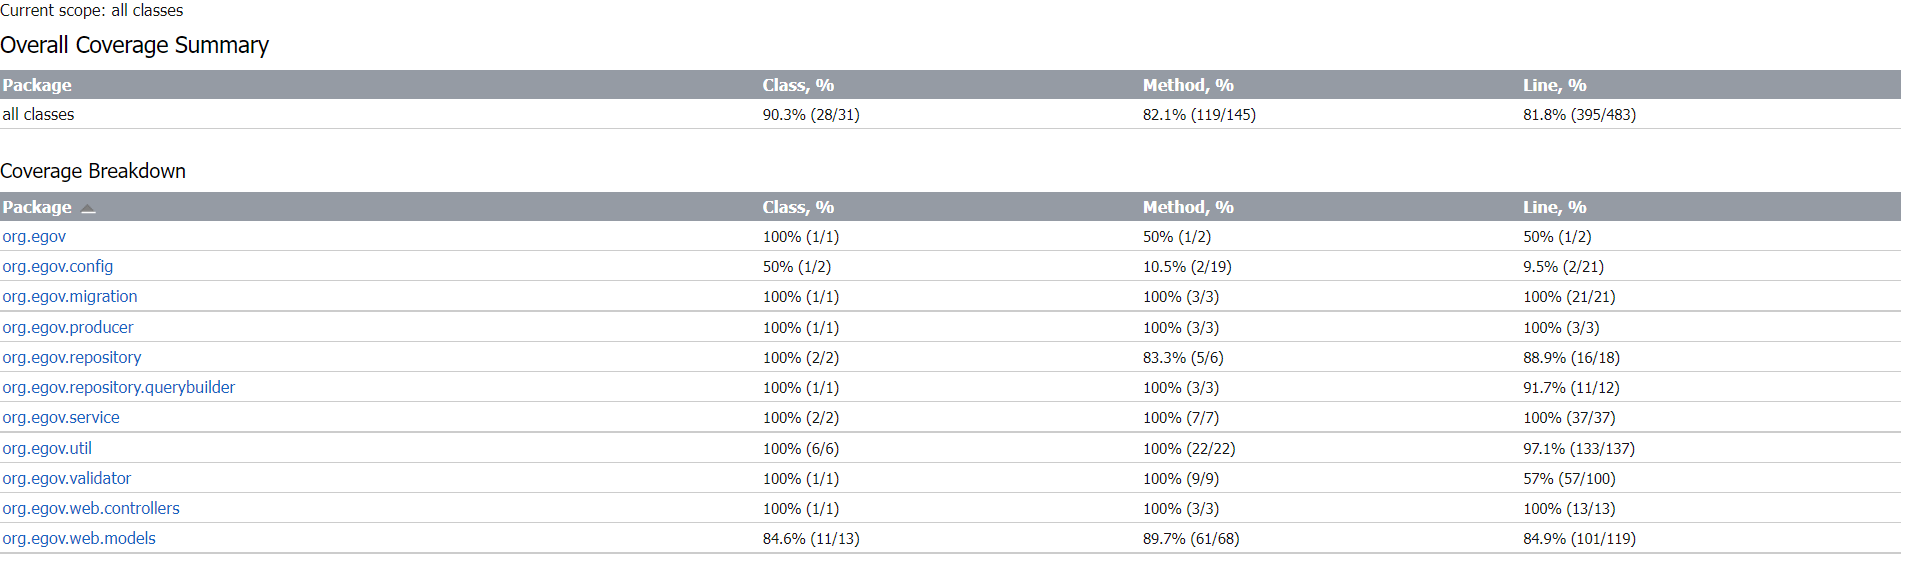 Current scope: all classes
Overall Coverage Summary
Package Class, % Method, % Line, %
all classes 90.3% (28/31) 82.1% (119/145) 81.8% (395/483)
Coverage Breakdown
Package Class, % Method, % Line, %
org.egov 100% (1/1) 50% (1/2) 50% (1/2)
org.egov.config 50% (1/2) 10.5% (2/19) 9.5% (2/21)
org.egov.migration 100% (1/1) 100% (3/3) 100% (21/21)
org.egov.producer 100% (1/1) 100% (3/3) 100% (3/3)
org.egov.repository 100% (2/2) 83.3% (5/6) 88.9% (16/18)
org.egov.repository.querybuilder 100% (1/1) 100% (3/3) 91.7% (11/12)
org.egov.service 100% (2/2) 100% (7/7) 100% (37/37)
org.egov.util 100% (6/6) 100% (22/22) 97.1% (133/137)
org.egov.validator 100% (1/1) 100% (9/9) 57% (57/100)
org.egov.web.controllers 100% (1/1) 100% (3/3) 100% (13/13)
org.egov.web.models 84.6% (11/13) 89.7% (61/68) 84.9% (101/119)